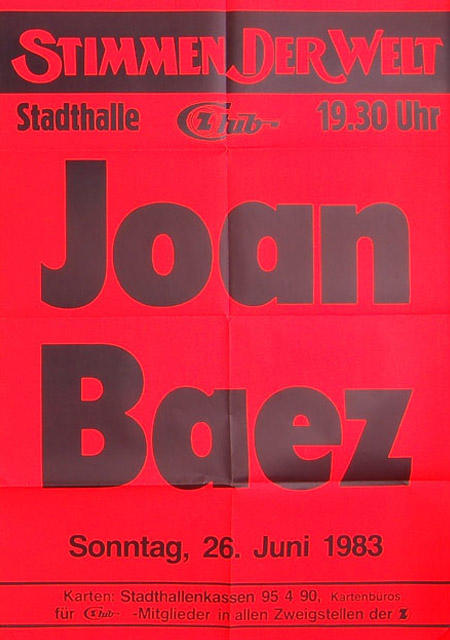 STIMMEN DER WELT
Stadthalle Z Club 19.30 Uhr
Joan
Baez
Sonntag, 26. Juni 1983
Karten: Stadthallenkassen 95 4 90, Kartenbüros,
für Z Club -Mitglieder in allen Zweigstellen der Z